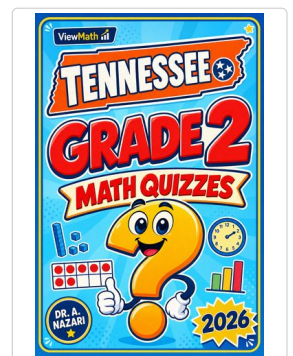 ViewMath
TENNESSEE
GRADE 2
MATH QUIZZES
DR. A.
NAZARI
2026